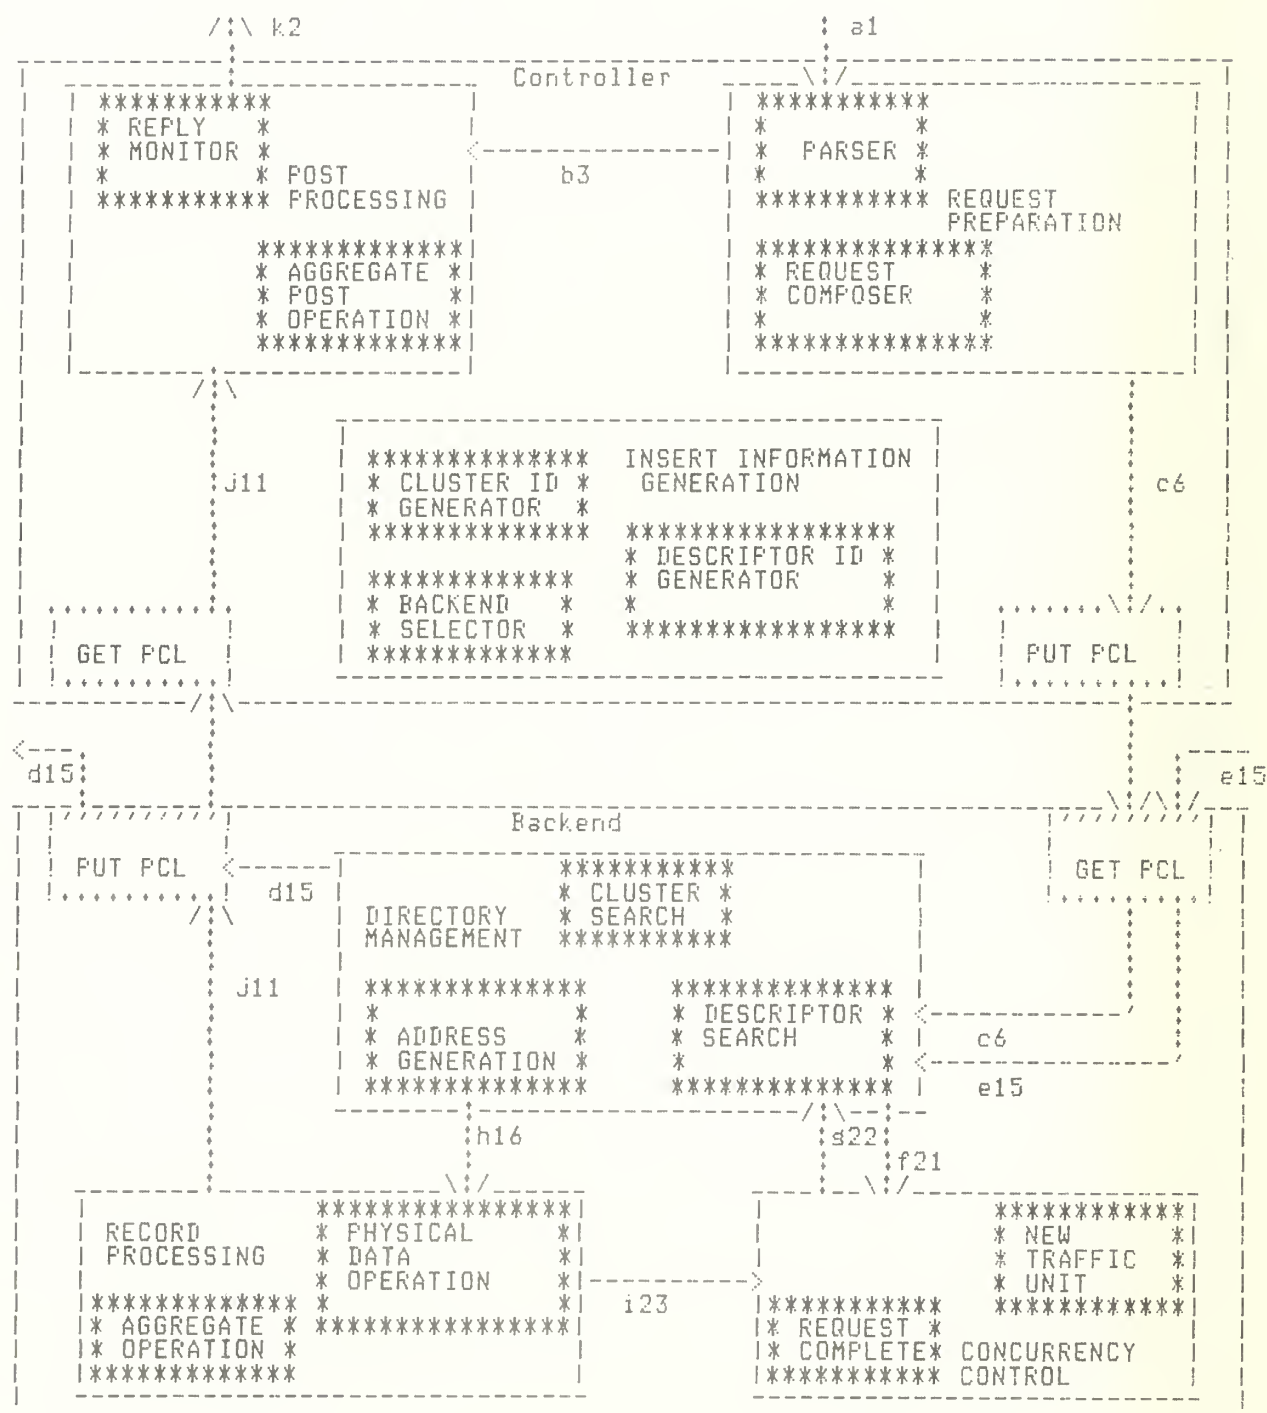 k2
a1
Controller
REPLY
MONITOR
POST
PROCESSING
b3
PARSER
REQUEST
PREPARATION
AGGREGATE
POST
OPERATION
REQUEST
COMPOSER
j11
CLUSTER ID
GENERATOR
INSERT INFORMATION
GENERATION
c6
DESCRIPTOR ID
GENERATOR
BACKEND
SELECTOR
GET PCL
PUT PCL
d15
e15
Backend
PUT PCL
d15
CLUSTER
SEARCH
DIRECTORY
MANAGEMENT
GET PCL
j11
ADDRESS
GENERATION
DESCRIPTOR
SEARCH
c6
e15
h16
g22
f21
RECORD
PROCESSING
PHYSICAL
DATA
OPERATION
NEW
TRAFFIC
UNIT
i23
AGGREGATE
OPERATION
REQUEST
COMPLETE
CONCURRENCY
CONTROL